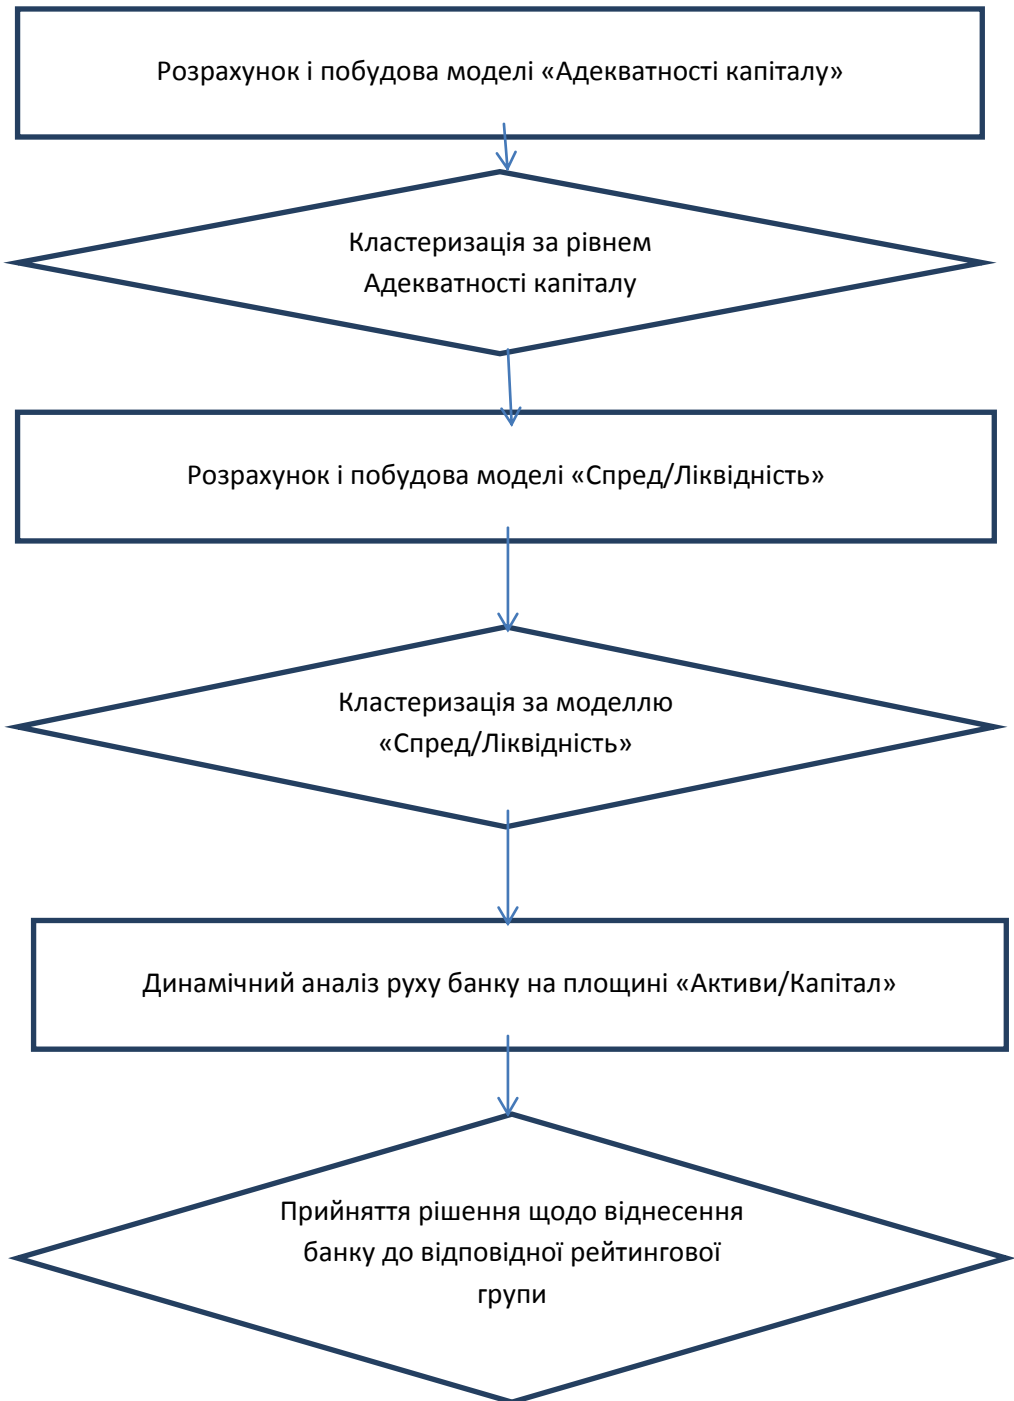 Розрахунок і побудова моделі «Адекватності капіталу»
Кластеризація за рівнем
Адекватності капіталу
Розрахунок і побудова моделі «Спред/Ліквідність»
Кластеризація за моделлю
«Спред/Ліквідність»
Динамічний аналіз руху банку на площині «Активи/Капітал»
Прийняття рішення щодо віднесення
банку до відповідної рейтингової
групи